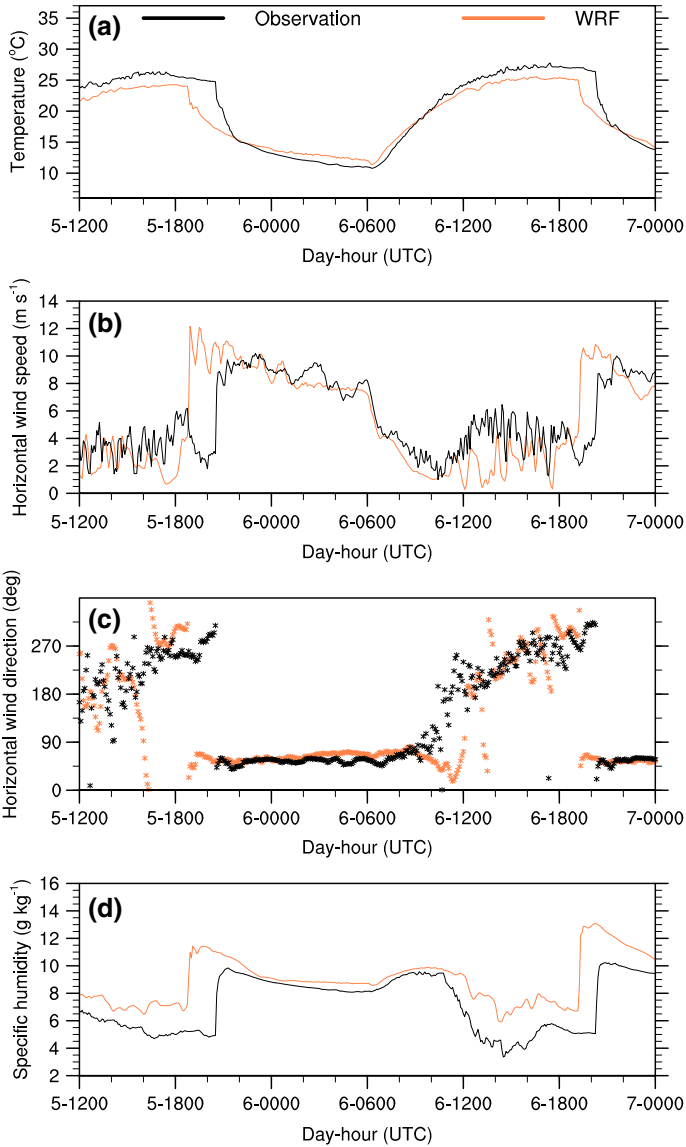 (a)
Observation
WRF
Temperature (°C)
35
30
25
20
15
10
5-1200 5-1800 6-0000 6-0600 6-1200 6-1800 7-0000
Day-hour (UTC)
(b)
Horizontal wind speed (m s⁻¹)
14
12
10
8
6
4
2
0
5-1200 5-1800 6-0000 6-0600 6-1200 6-1800 7-0000
Day-hour (UTC)
(c)
Horizontal wind direction (deg)
270
180
90
0
5-1200 5-1800 6-0000 6-0600 6-1200 6-1800 7-0000
Day-hour (UTC)
(d)
Specific humidity (g kg⁻¹)
16
14
12
10
8
6
4
2
5-1200 5-1800 6-0000 6-0600 6-1200 6-1800 7-0000
Day-hour (UTC)